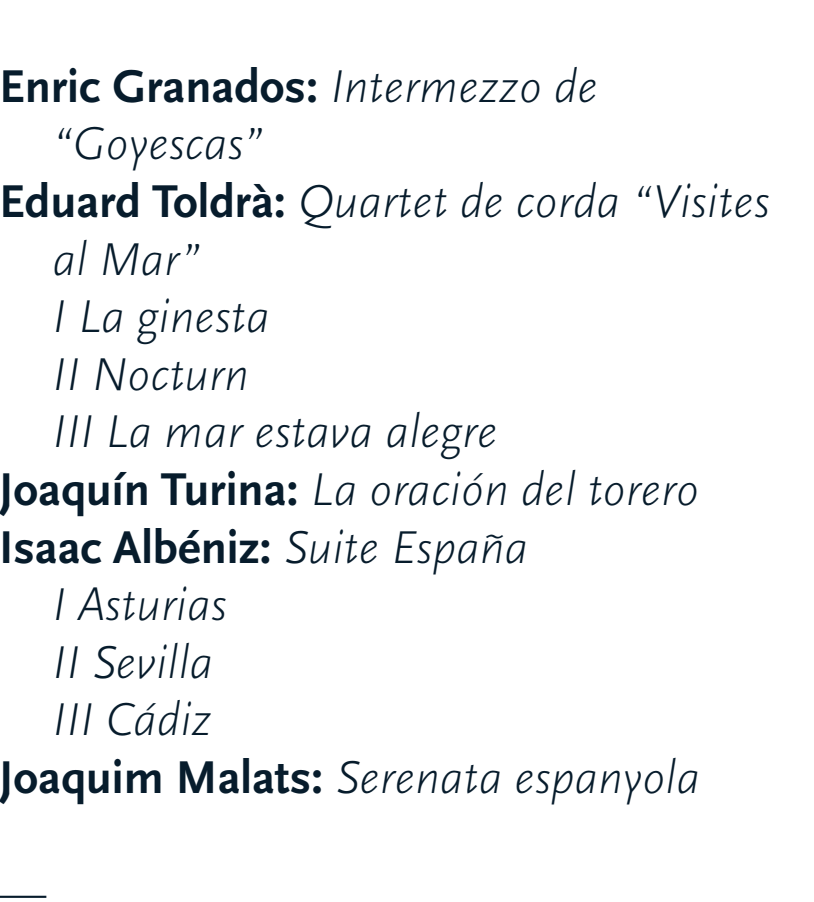 Enric Granados: Intermezzo de
“Goyescas”
Eduard Toldrà: Quartet de corda “Visites
al Mar”
I La ginesta
II Nocturn
III La mar estava alegre
Joaquín Turina: La oración del torero
Isaac Albéniz: Suite España
I Asturias
II Sevilla
III Cádiz
Joaquim Malats: Serenata espanyola